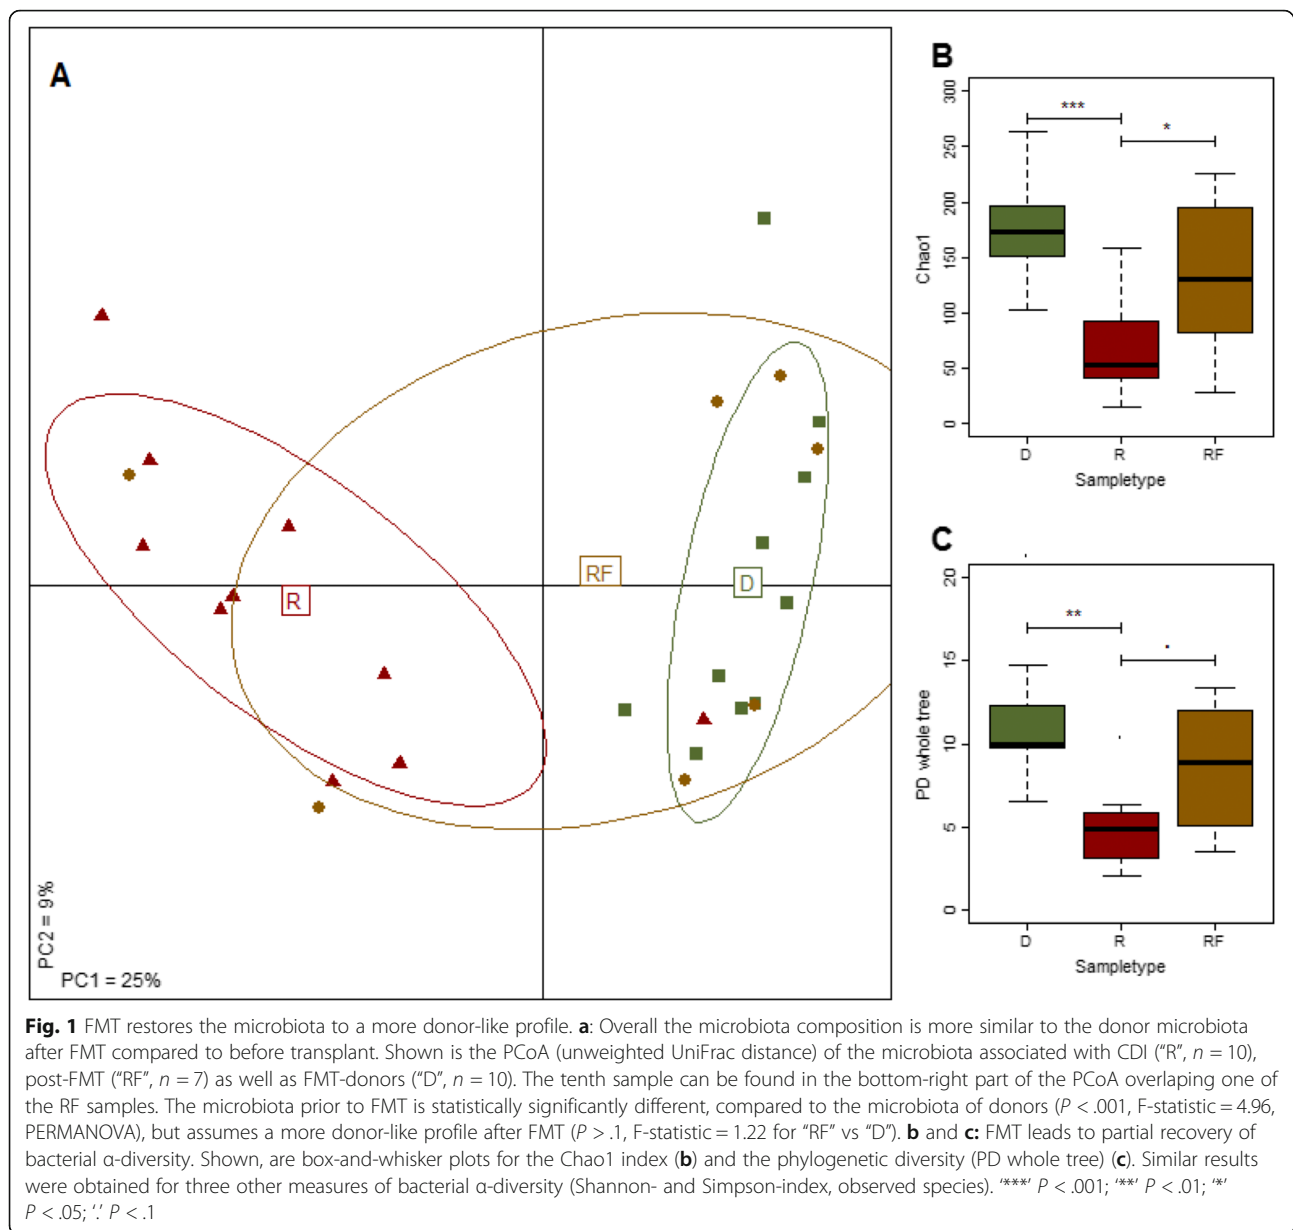 A
RF
D
R
PC2 = 9%
PC1 = 25%
B
300
250
200
150
100
50
0
Chao1
***
*
D R RF
Sampletype
C
20
15
10
5
0
PD whole tree
**
.
D R RF
Sampletype
Fig. 1 FMT restores the microbiota to a more donor-like profile. a: Overall the microbiota composition is more similar to the donor microbiota
after FMT compared to before transplant. Shown is the PCoA (unweighted UniFrac distance) of the microbiota associated with CDI (“R”, n = 10),
post-FMT (“RF”, n = 7) as well as FMT-donors (“D”, n = 10). The tenth sample can be found in the bottom-right part of the PCoA overlaping one of
the RF samples. The microbiota prior to FMT is statistically significantly different, compared to the microbiota of donors (P < .001, F-statistic = 4.96,
PERMANOVA), but assumes a more donor-like profile after FMT (P > .1, F-statistic = 1.22 for “RF” vs “D”). b and c: FMT leads to partial recovery of
bacterial α-diversity. Shown, are box-and-whisker plots for the Chao1 index (b) and the phylogenetic diversity (PD whole tree) (c). Similar results
were obtained for three other measures of bacterial α-diversity (Shannon- and Simpson-index, observed species). ‘***’ P < .001; ‘**’ P < .01; ‘*’
P < .05; ‘.’ P < .1